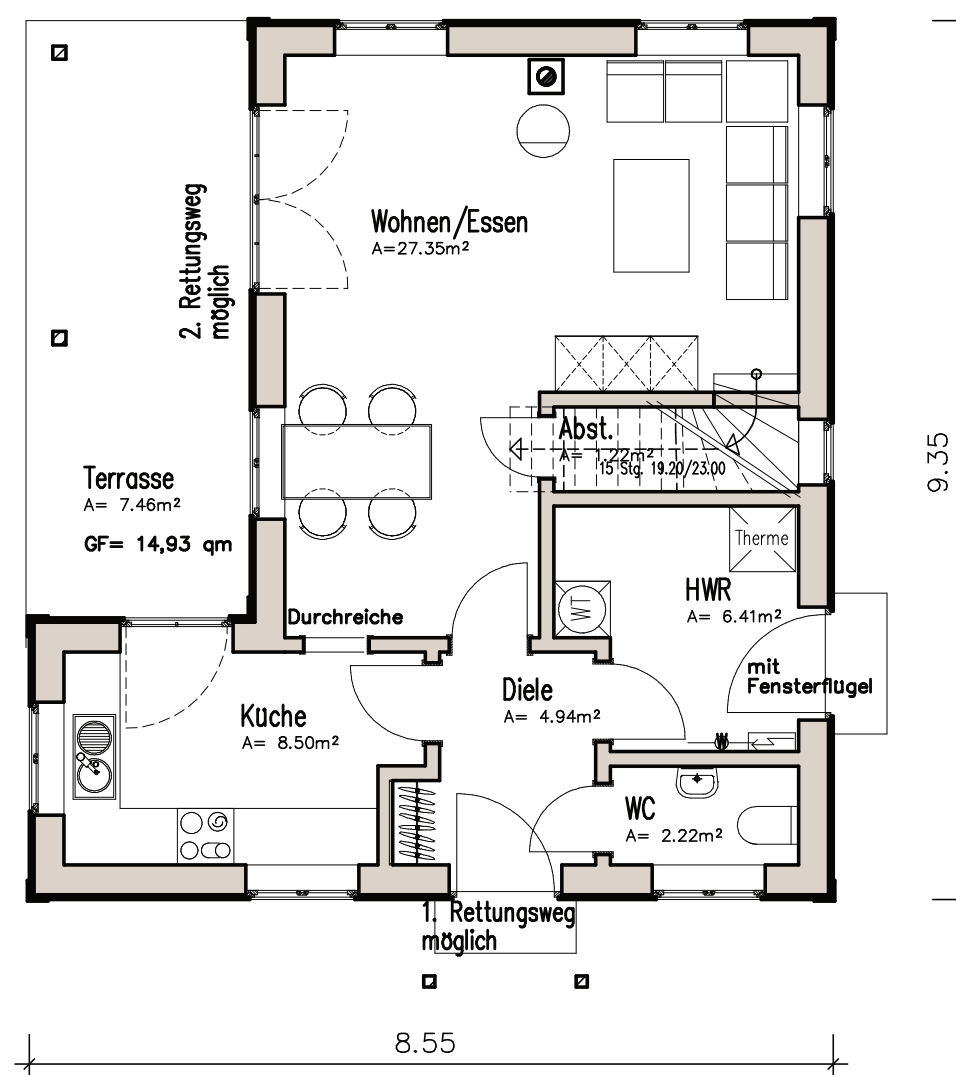 2. Rettungsweg
möglich
Wohnen/Essen
A=27.35m²
Abst.
A= 1.22m²
15 Stg. 19.20/23.00
Terrasse
A= 7.46m²
GF= 14,93 qm
9.35
Therme
WT
HWR
A= 6.41m²
Durchreiche
mit
Fensterflügel
Diele
A= 4.94m²
Küche
A= 8.50m²
W
WC
A= 2.22m²
1. Rettungsweg
möglich
8.55